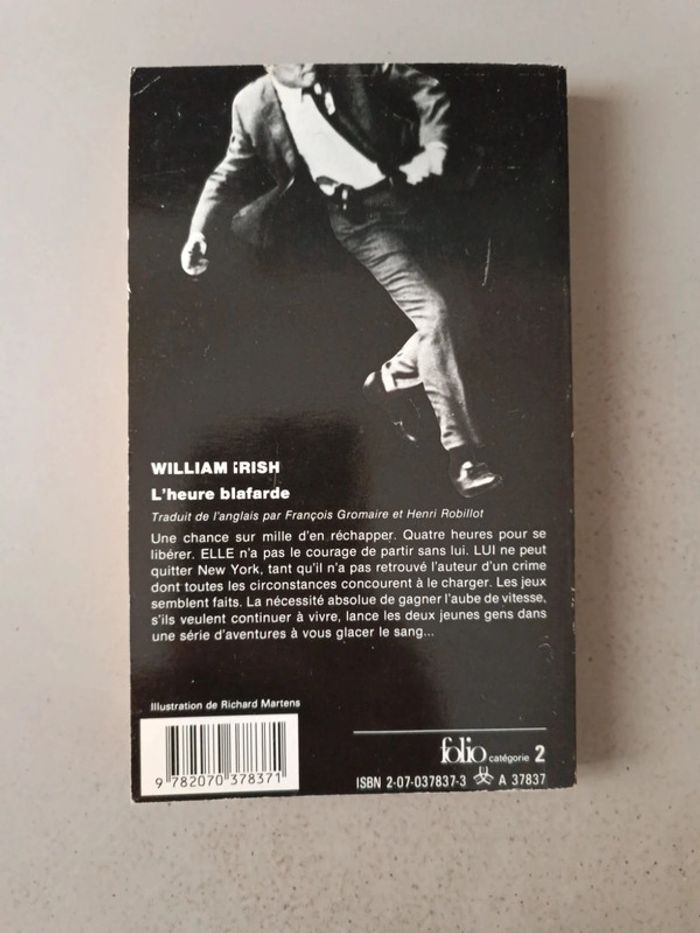 WILLIAM IRISH
L'heure blafarde
Traduit de l'anglais par François Gromaire et Henri Robillot
Une chance sur mille d'en réchapper. Quatre heures pour se
libérer. ELLE n'a pas le courage de partir sans lui. LUI ne peut
quitter New York, tant qu'il n'a pas retrouvé l'auteur d'un crime
dont toutes les circonstances concourent à le charger. Les jeux
semblent faits. La nécessité absolue de gagner l'aube de vitesse,
s'ils veulent continuer à vivre, lance les deux jeunes gens dans
une série d'aventures à vous glacer le sang...
Illustration de Richard Martens
9 782070 378371
folio catégorie 2
ISBN 2-07-037837-3 A 37837